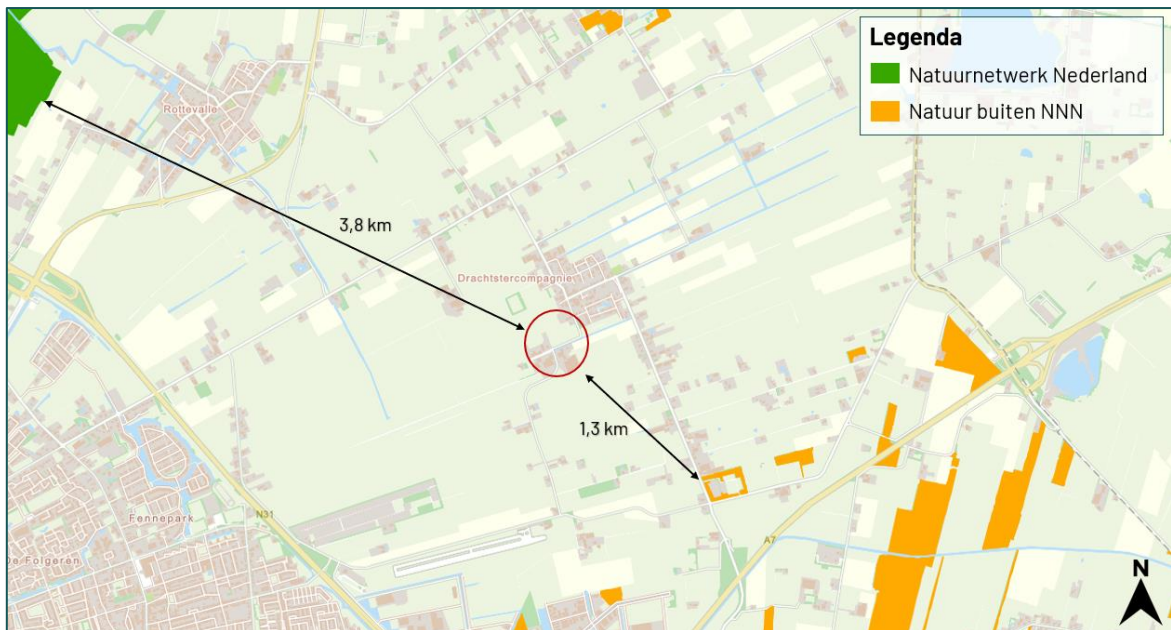 Legenda
Natuurnetwerk Nederland
Natuur buiten NNN
Rottevalle
3,8 km
Drachtstercompagnie
1,3 km
N31
Fennepark
De Folgeren
A7
N